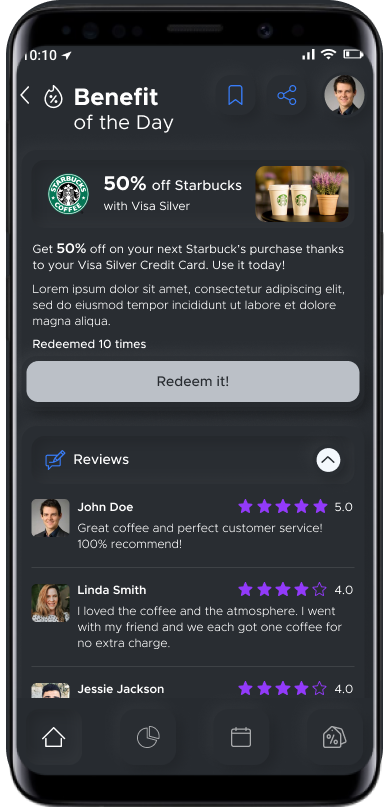 10:10
Benefit
of the Day
STARBUCKS
COFFEE
50% off Starbucks
with Visa Silver
Get 50% off on your next Starbuck's purchase thanks
to your Visa Silver Credit Card. Use it today!
Lorem ipsum dolor sit amet, consectetur adipiscing elit,
sed do eiusmod tempor incididunt ut labore et dolore
magna aliqua.
Redeemed 10 times
Redeem it!
Reviews
John Doe 5.0
Great coffee and perfect customer service!
100% recommend!
Linda Smith 4.0
I loved the coffee and the atmosphere. I went
with my friend and we each got one coffee for
no extra charge.
Jessie Jackson 4.0